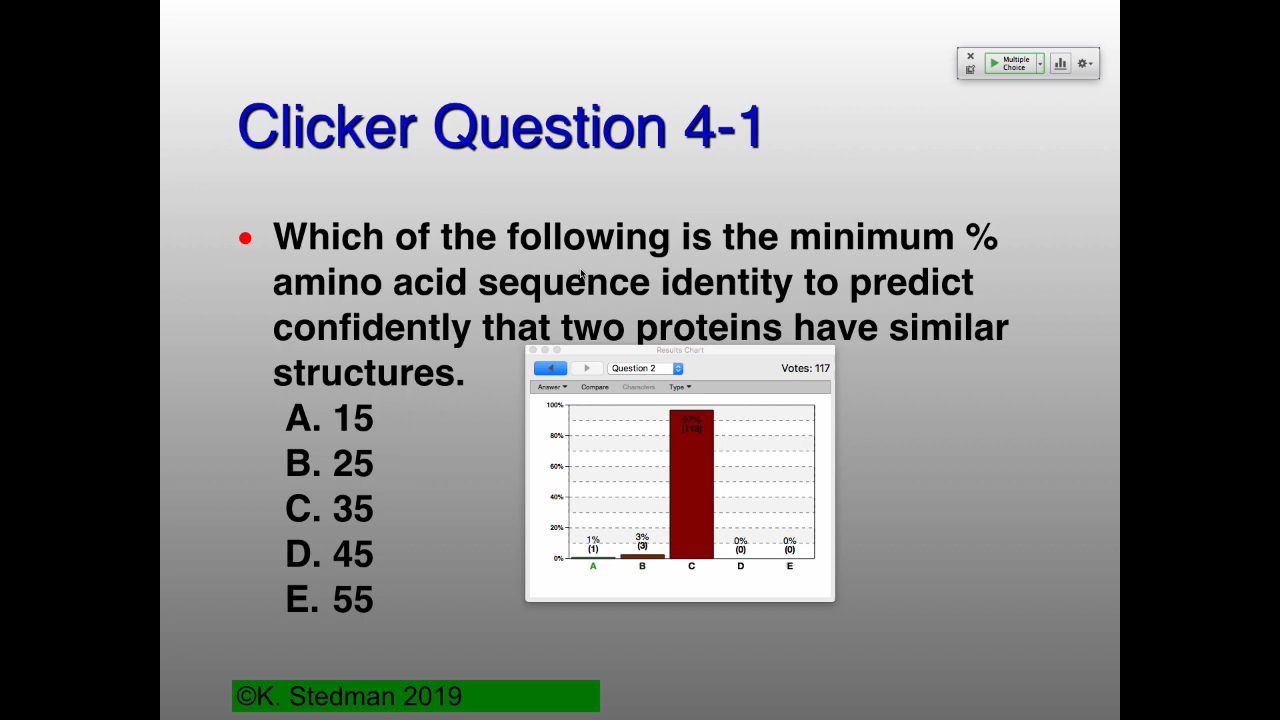 Multiple
Choice
Clicker Question 4-1
Which of the following is the minimum %
amino acid sequence identity to predict
confidently that two proteins have similar
structures.
A. 15
B. 25
C. 35
D. 45
E. 55
Results Chart
Question 2
Votes: 117
Answer Compare Characters Type
100%
80%
60%
40%
20%
0%
1%
(1)
3%
(3)
97%
(113)
0%
(0)
0%
(0)
A B C D E
©K. Stedman 2019